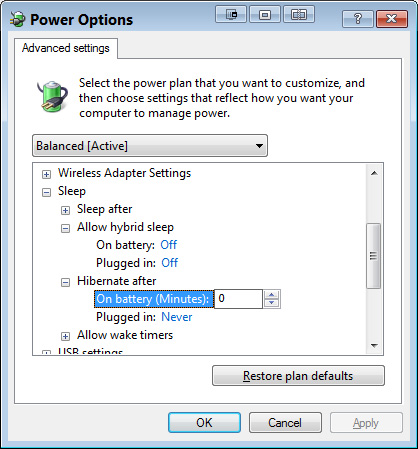 Power Options
Advanced settings
Select the power plan that you want to customize, and
then choose settings that reflect how you want your
computer to manage power.
Balanced [Active]
Wireless Adapter Settings
Sleep
Sleep after
Allow hybrid sleep
On battery: Off
Plugged in: Off
Hibernate after
On battery (Minutes): 0
Plugged in: Never
Allow wake timers
USB settings
Restore plan defaults
OK Cancel Apply